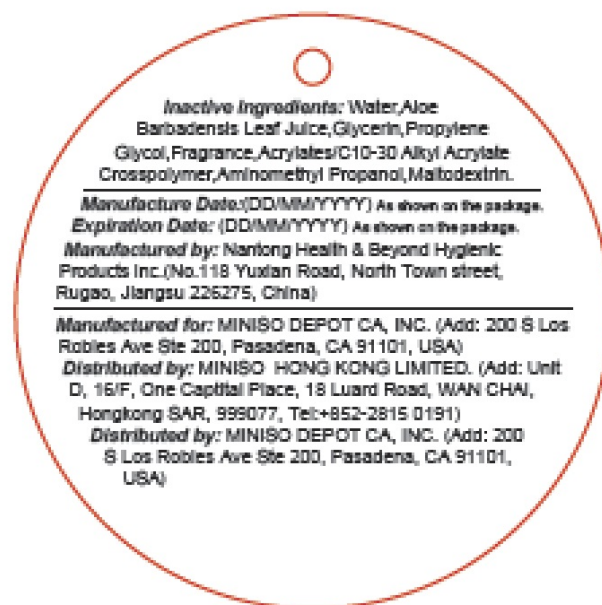 Inactive Ingredients: Water,Aloe
Barbadensis Leaf Juice,Glycerin,Propylene
Glycol,Fragrance,Acrylates/C10-30 Alkyl Acrylate
Crosspolymer,Aminomethyl Propanol,Maltodextrin.
Manufacture Date:(DD/MM/YYYY) As shown on the package.
Expiration Date: (DD/MM/YYYY) As shown on the package.
Manufactured by: Nantong Health & Beyond Hygienic
Products Inc.(No.118 Yuxian Road, North Town street,
Rugao, Jiangsu 226275, China)
Manufactured for: MINISO DEPOT CA, INC. (Add: 200 S Los
Robles Ave Ste 200, Pasadena, CA 91101, USA)
Distributed by: MINISO HONG KONG LIMITED. (Add: Unit
D, 16/F, One Captital Place, 18 Luard Road, WAN CHAI,
Hongkong SAR, 999077, Tel:+852-2815 0191)
Distributed by: MINISO DEPOT CA, INC. (Add: 200
S Los Robles Ave Ste 200, Pasadena, CA 91101,
USA)